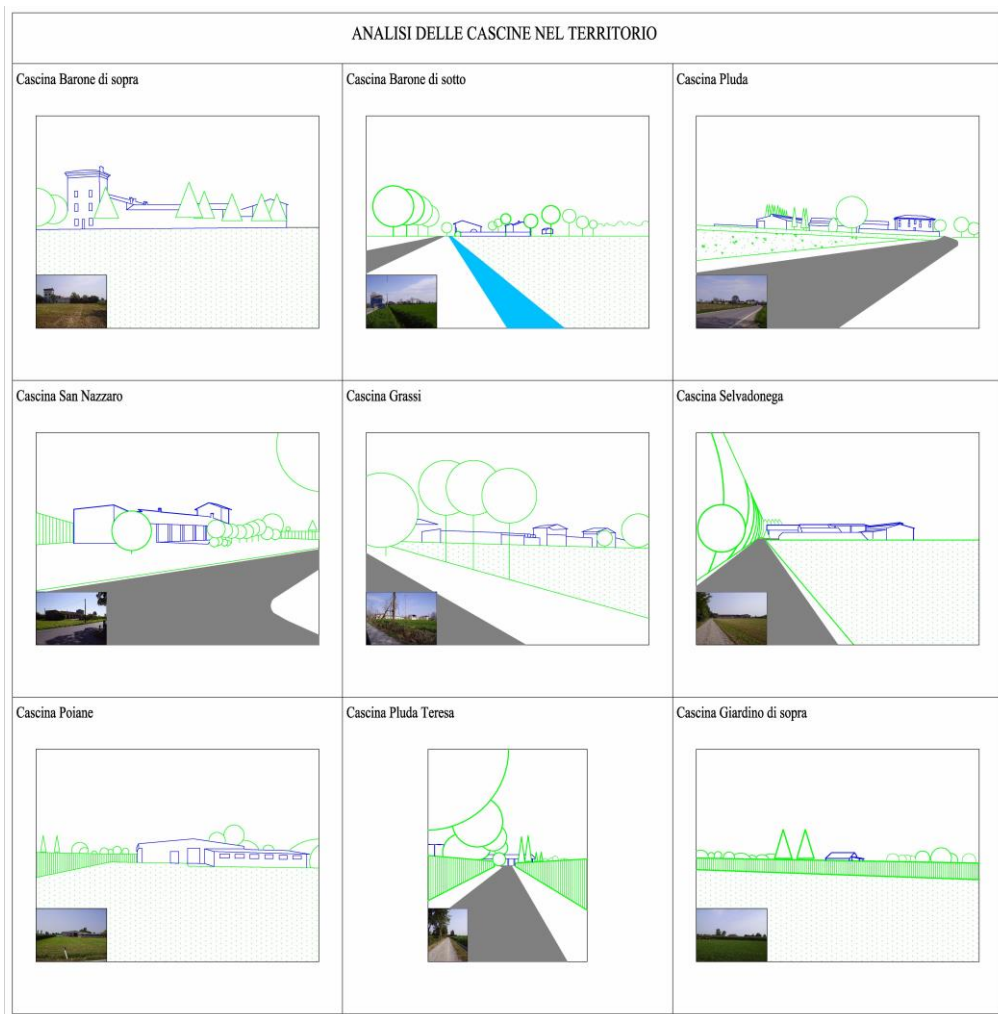 ANALISI DELLE CASCINE NEL TERRITORIO
Cascina Barone di sopra
Cascina Barone di sotto
Cascina Pluda
Cascina San Nazzaro
Cascina Grassi
Cascina Selvadonega
Cascina Poiane
Cascina Pluda Teresa
Cascina Giardino di sopra